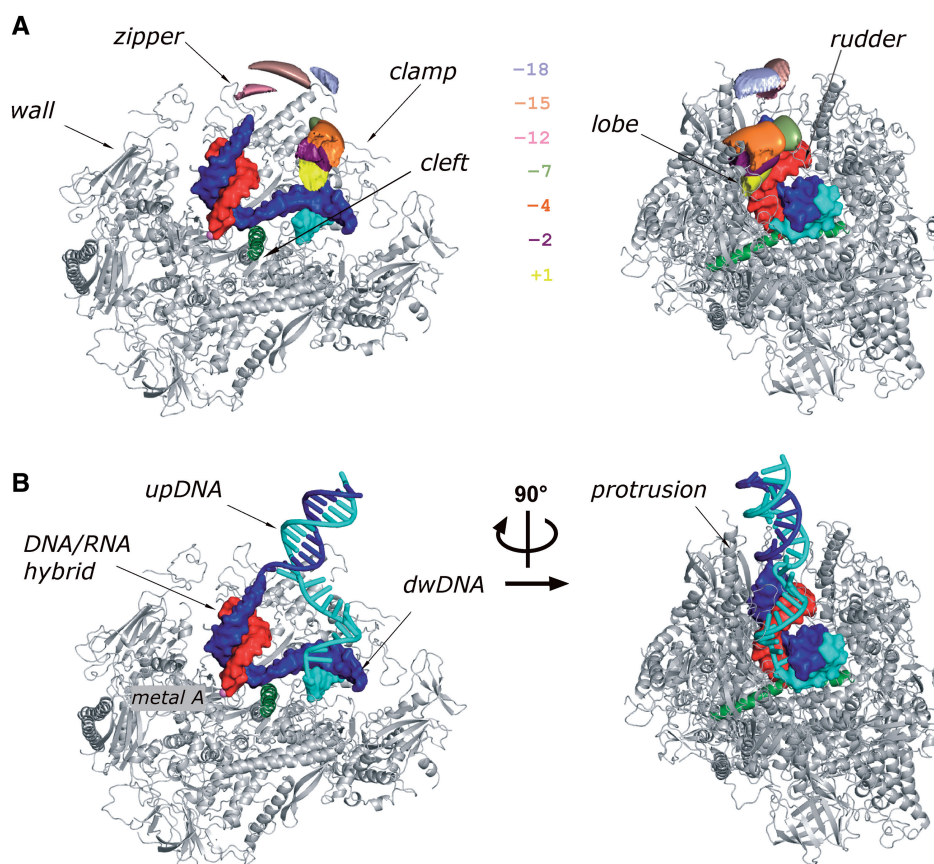 A
zipper
clamp
wall
cleft
−18
−15
−12
−7
−4
−2
+1
rudder
lobe
B
upDNA
DNA/RNA
hybrid
dwDNA
metal A
90°
protrusion